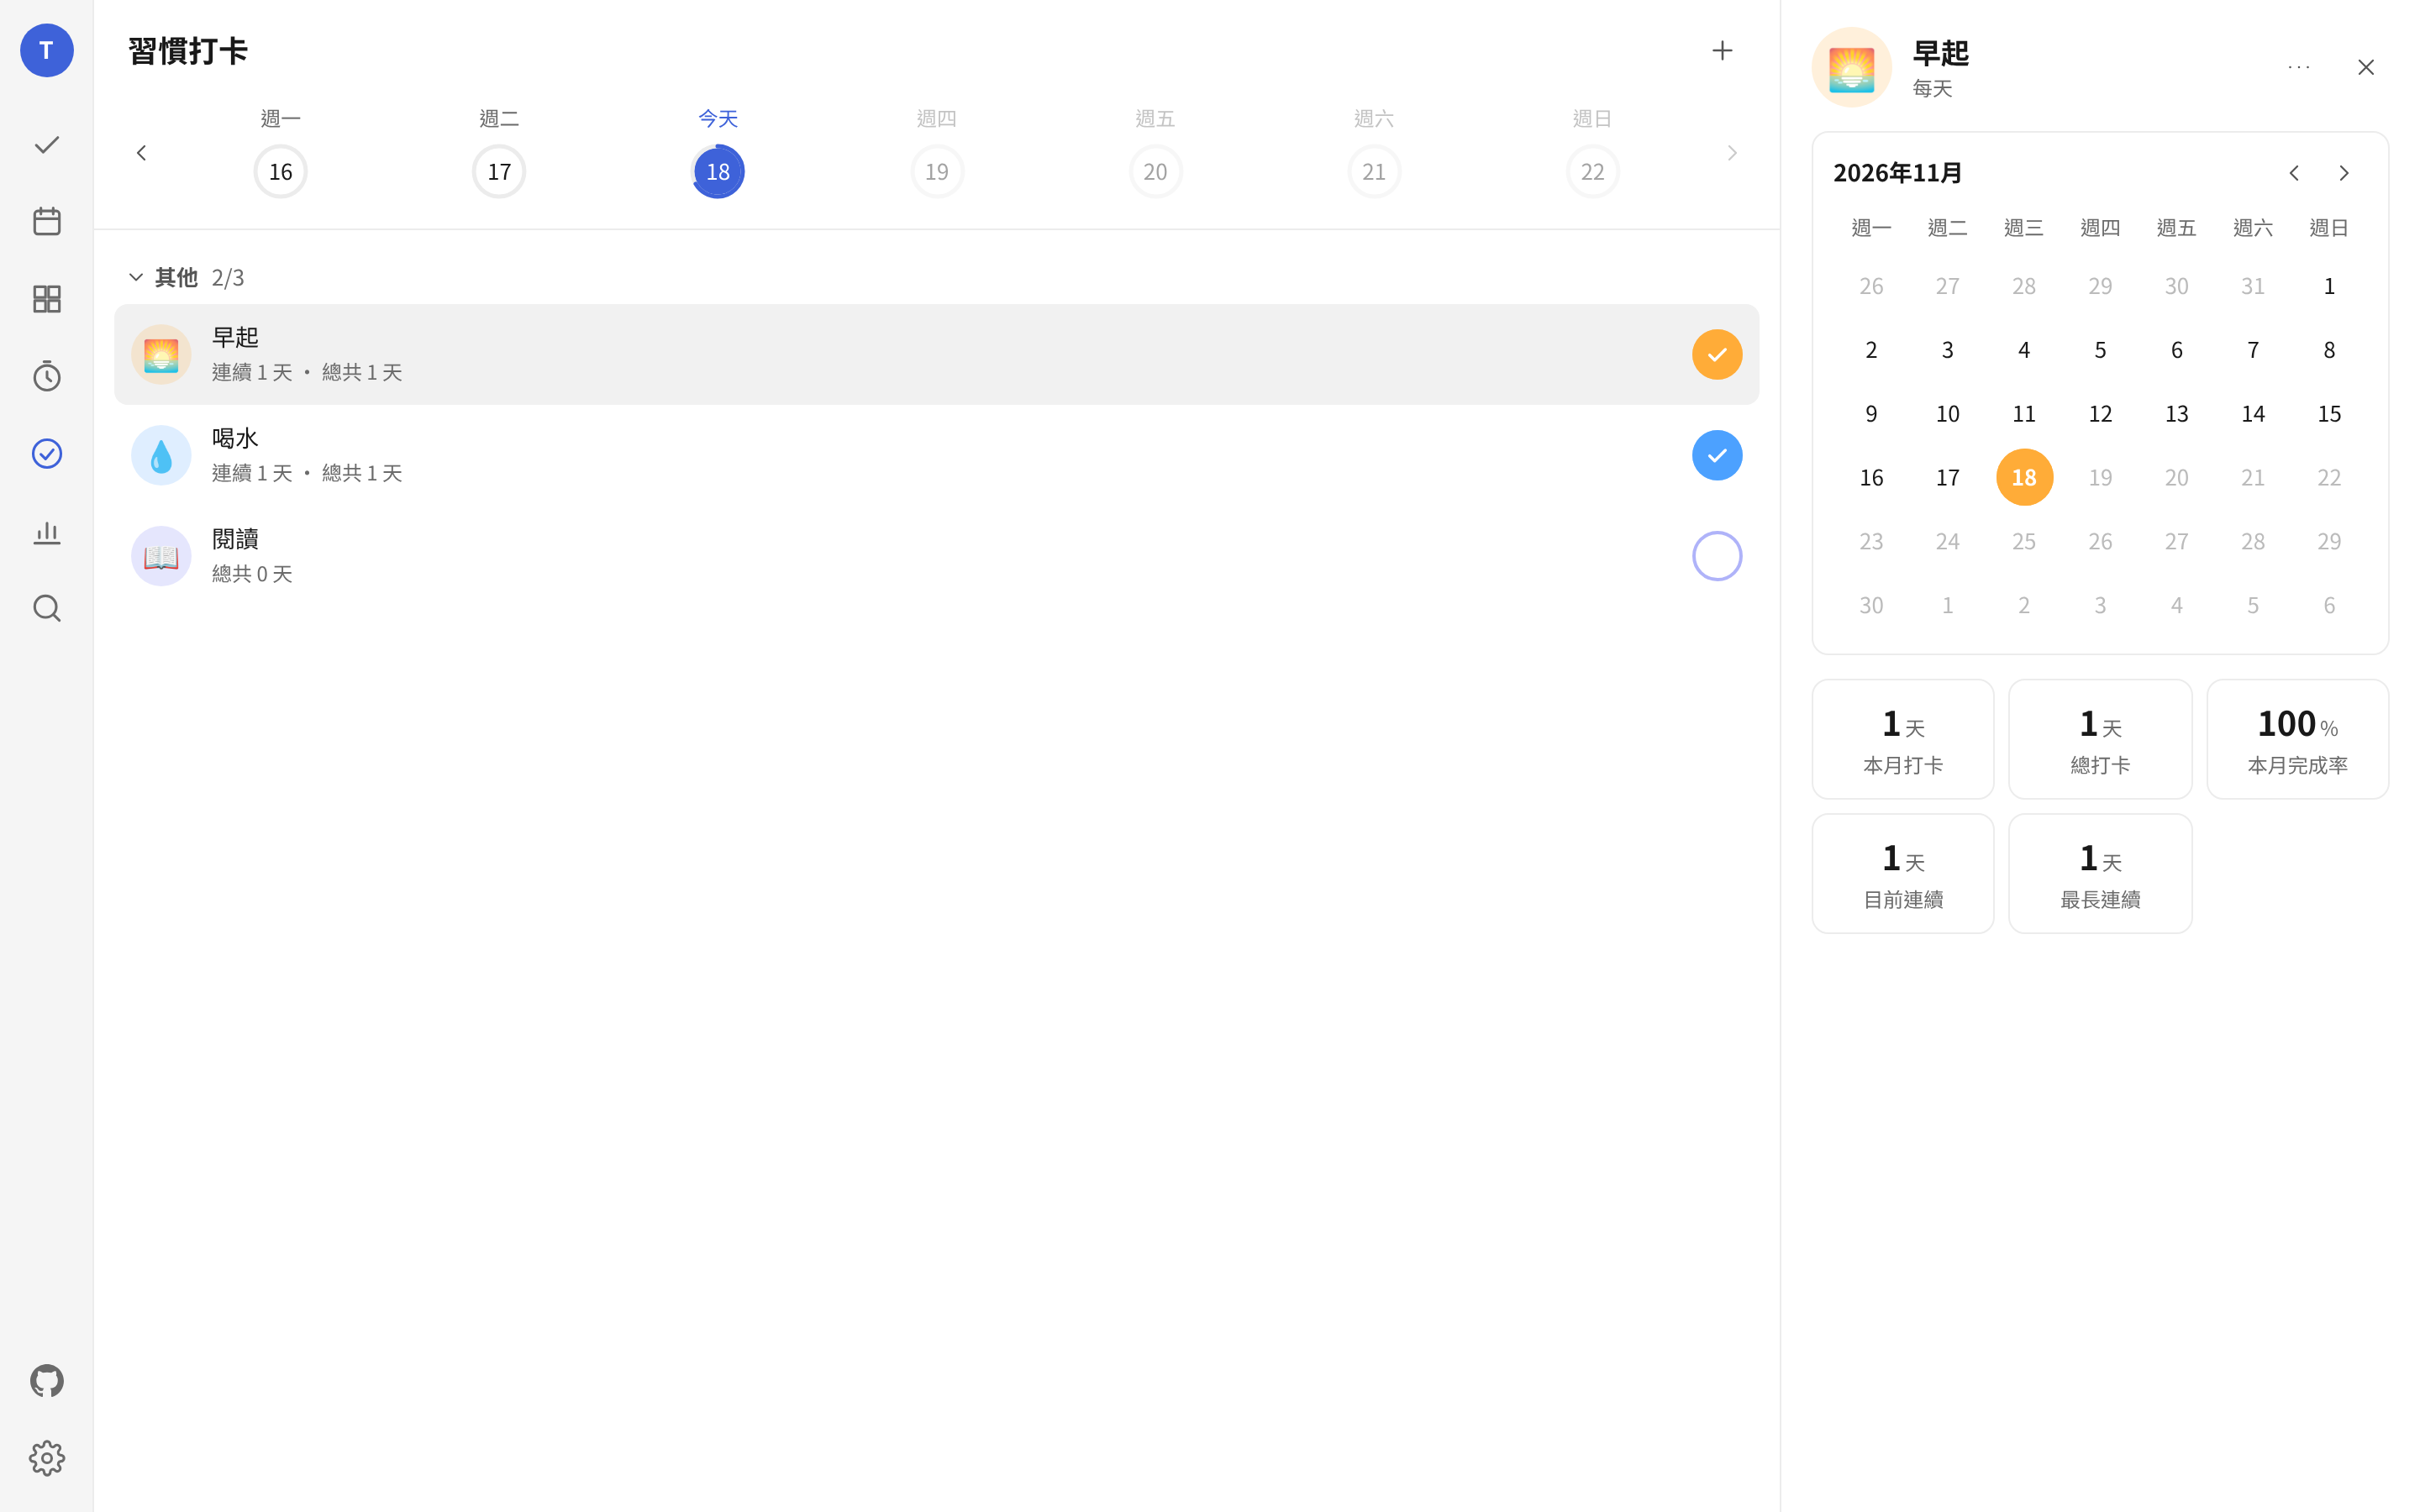 T
習慣打卡
週一 週二 今天 週四 週五 週六 週日
16 17 18 19 20 21 22
其他 2/3
早起
連續 1 天 • 總共 1 天
喝水
連續 1 天 • 總共 1 天
閱讀
總共 0 天
早起
每天
2026年11月
週一 週二 週三 週四 週五 週六 週日
26 27 28 29 30 31 1
2 3 4 5 6 7 8
9 10 11 12 13 14 15
16 17 18 19 20 21 22
23 24 25 26 27 28 29
30 1 2 3 4 5 6
1 天
本月打卡
1 天
總打卡
100 %
本月完成率
1 天
目前連續
1 天
最長連續